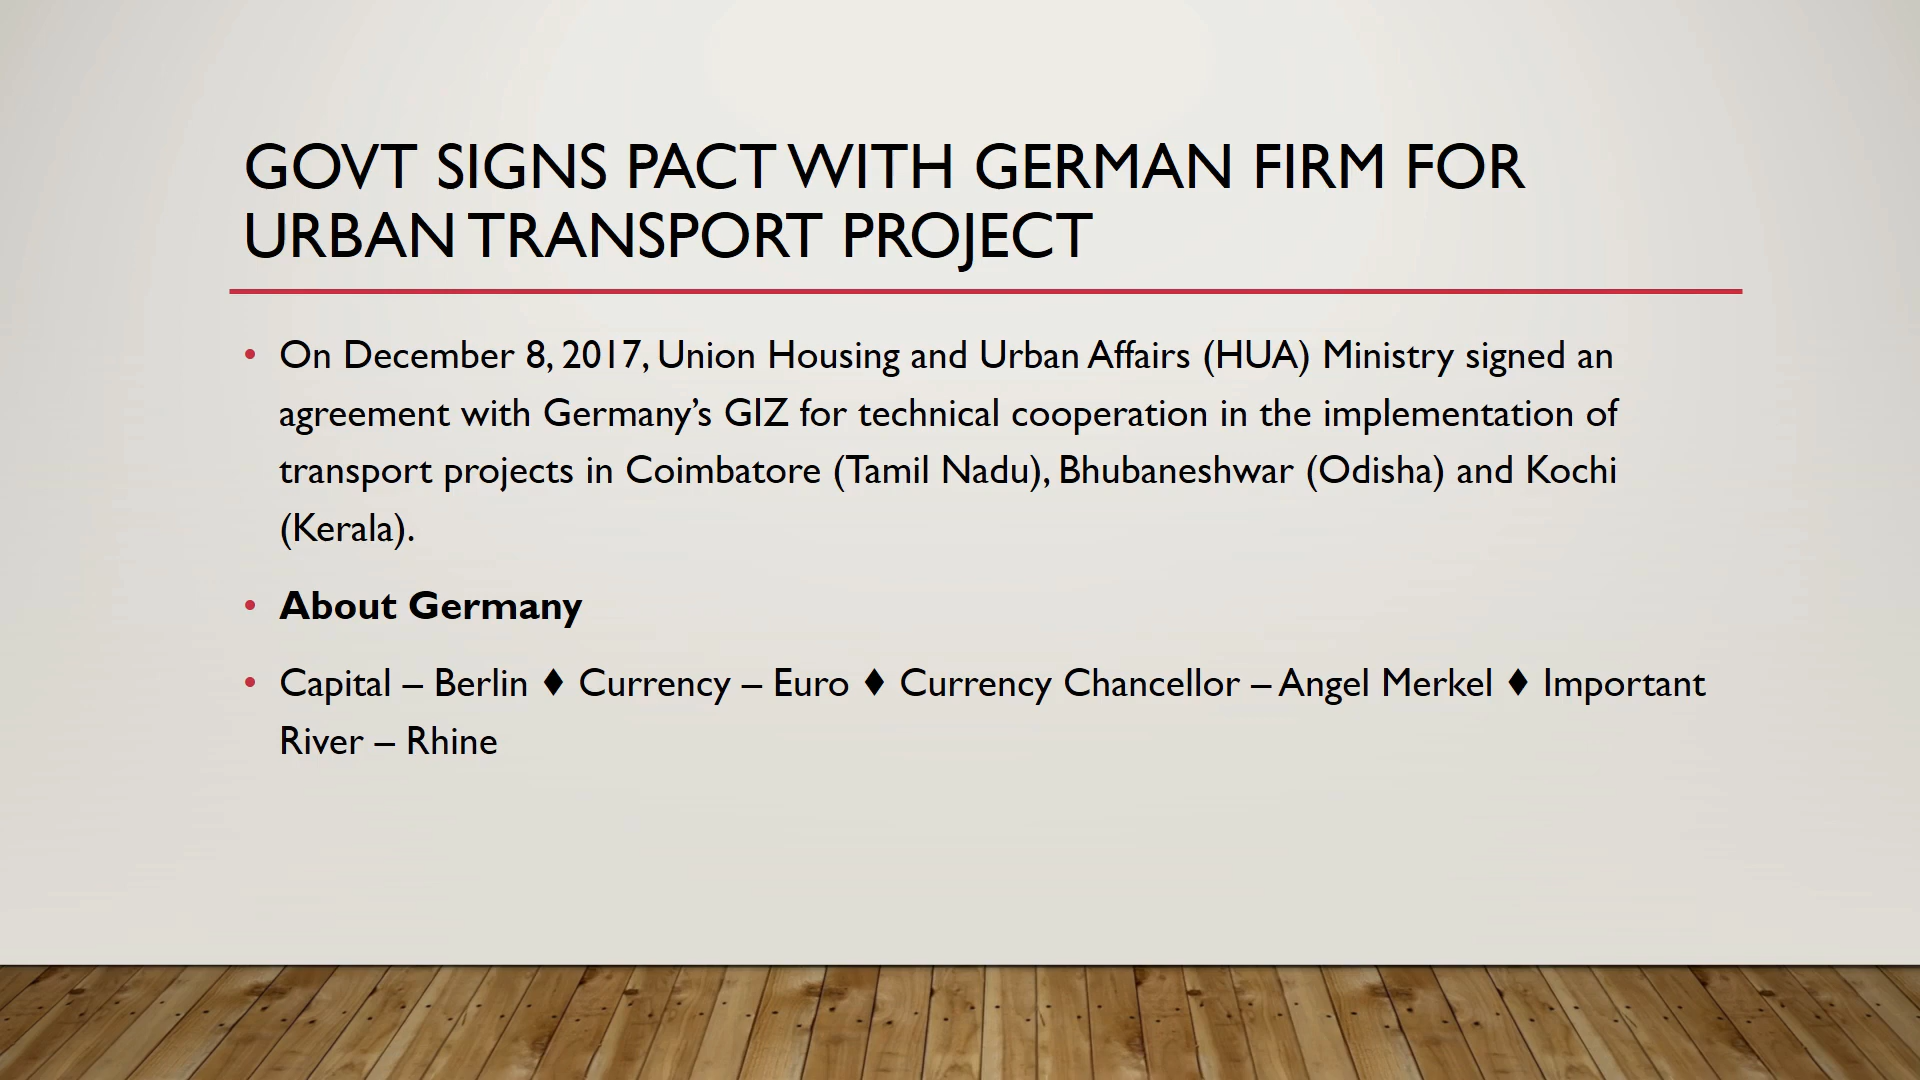 GOVT SIGNS PACT WITH GERMAN FIRM FOR
URBAN TRANSPORT PROJECT
• On December 8, 2017, Union Housing and Urban Affairs (HUA) Ministry signed an
agreement with Germany’s GIZ for technical cooperation in the implementation of
transport projects in Coimbatore (Tamil Nadu), Bhubaneshwar (Odisha) and Kochi
(Kerala).
• About Germany
• Capital – Berlin ♦ Currency – Euro ♦ Currency Chancellor – Angel Merkel ♦ Important
River – Rhine